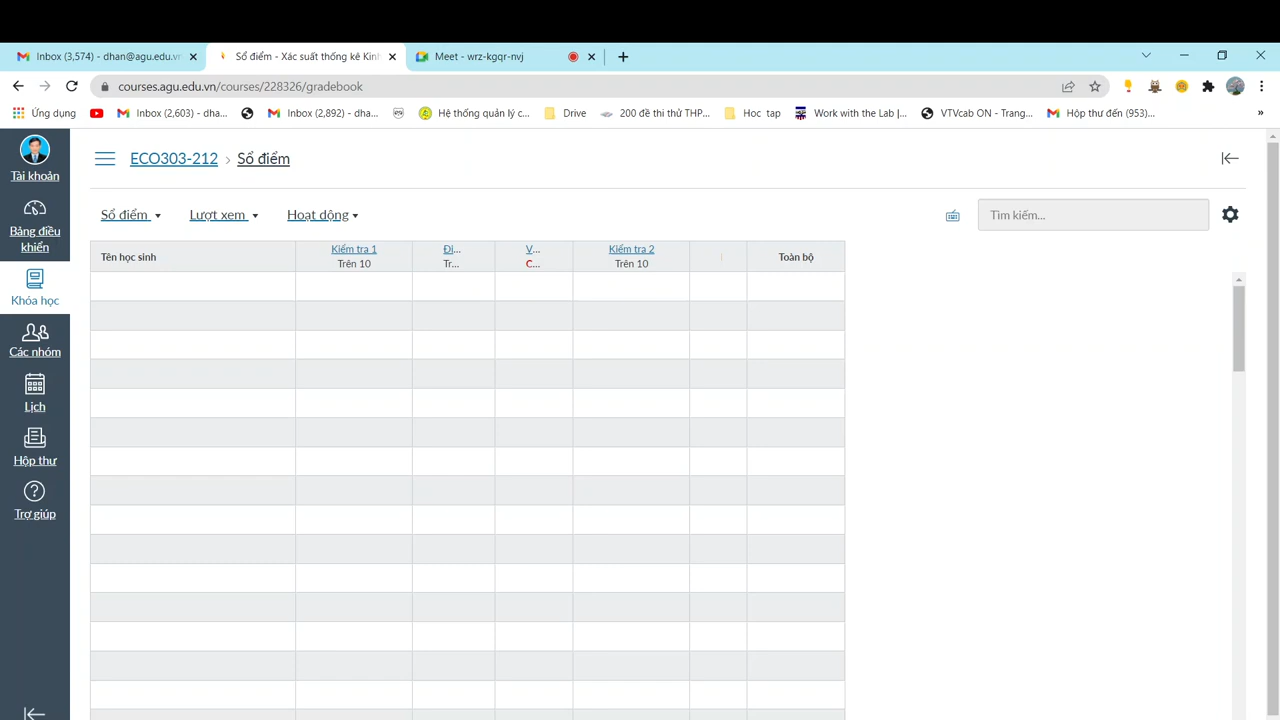 Inbox (3,574) - dhan@agu.edu.vn
Sổ điểm - Xác suất thống kê Kinh
Meet - wrz-kgqr-nvj
courses.agu.edu.vn/courses/228326/gradebook
Ứng dụng
Inbox (2,603) - dha...
Inbox (2,892) - dha...
Hệ thống quản lý c...
Drive
200 đề thi thử THP...
Hoc tap
Work with the Lab |...
VTVcab ON - Trang...
Hộp thư đến (953)...
»
Tài khoản
Bảng điều
khiển
Khóa học
Các nhóm
Lịch
Hộp thư
Trợ giúp
ECO303-212 › Sổ điểm
Sổ điểm
Lượt xem
Hoạt động
Tìm kiếm...
Tên học sinh
Kiểm tra 1
Trên 10
Đi...
Tr...
V...
C...
Kiểm tra 2
Trên 10
Toàn bộ